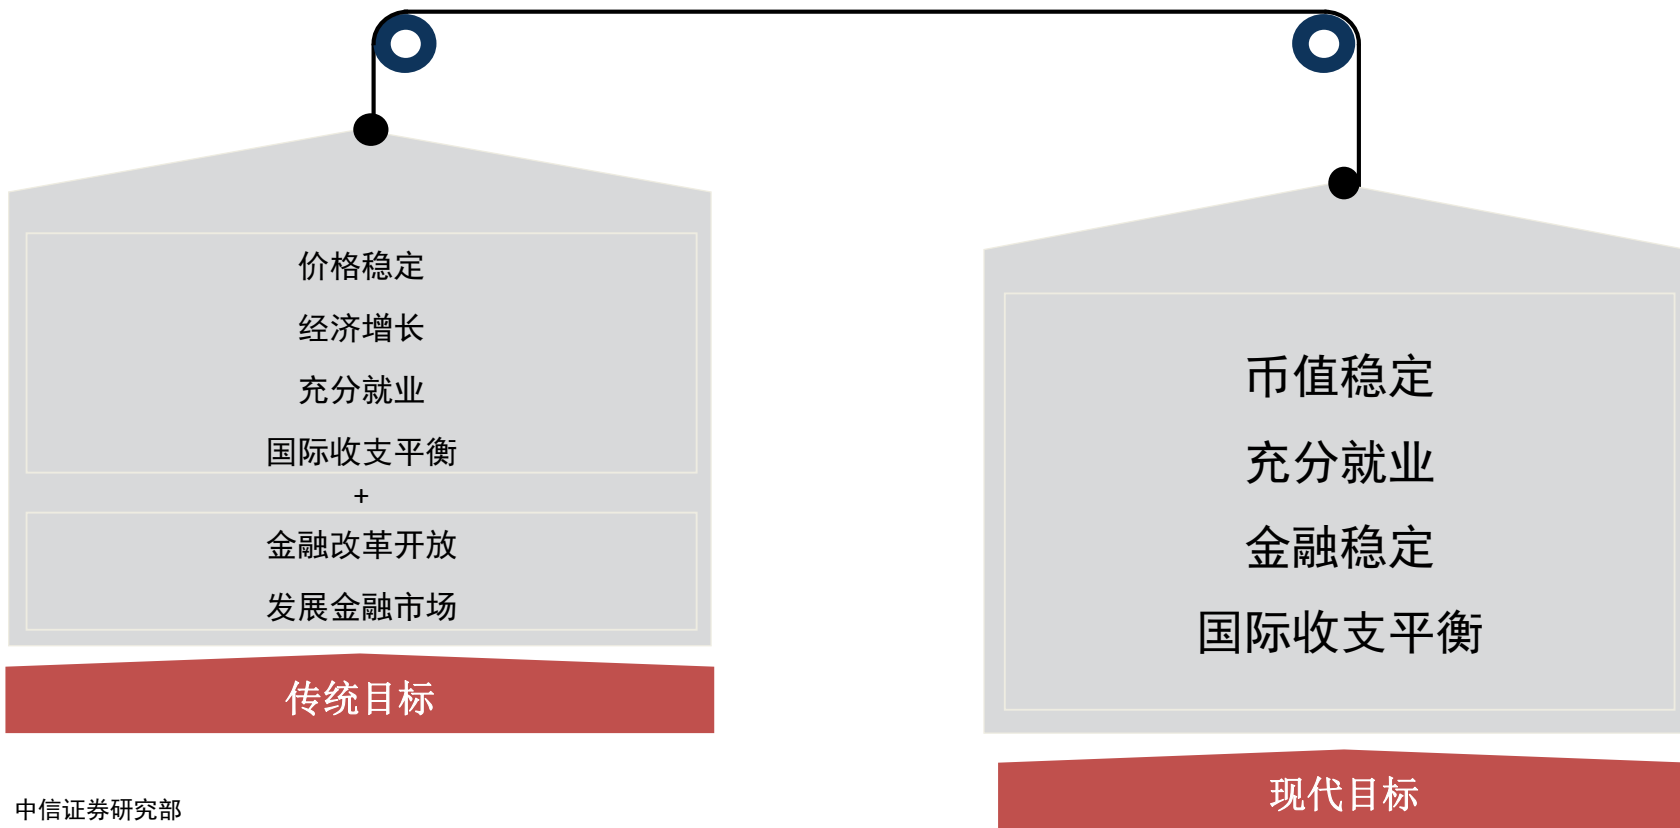 价格稳定
经济增长
充分就业
国际收支平衡
+
金融改革开放
发展金融市场
传统目标
币值稳定
充分就业
金融稳定
国际收支平衡
现代目标
中信证券研究部